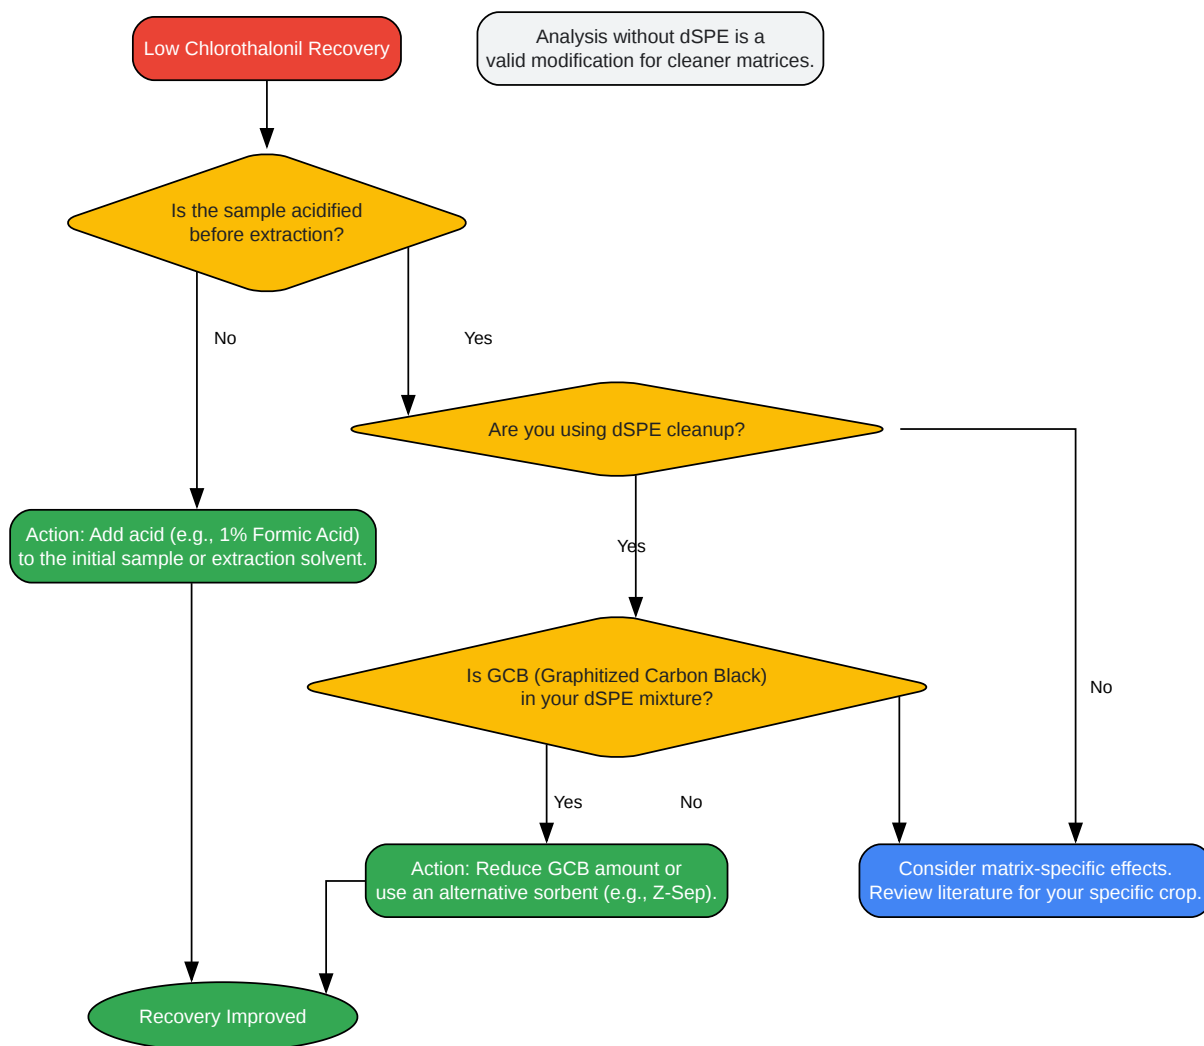 Low Chlorothalonil Recovery
Analysis without dSPE is a
valid modification for cleaner matrices.
Is the sample acidified
before extraction?
No
Yes
Are you using dSPE cleanup?
Action: Add acid (e.g., 1% Formic Acid)
to the initial sample or extraction solvent.
Yes
Is GCB (Graphitized Carbon Black)
in your dSPE mixture?
No
Yes
No
Action: Reduce GCB amount or
use an alternative sorbent (e.g., Z-Sep).
Consider matrix-specific effects.
Review literature for your specific crop.
Recovery Improved